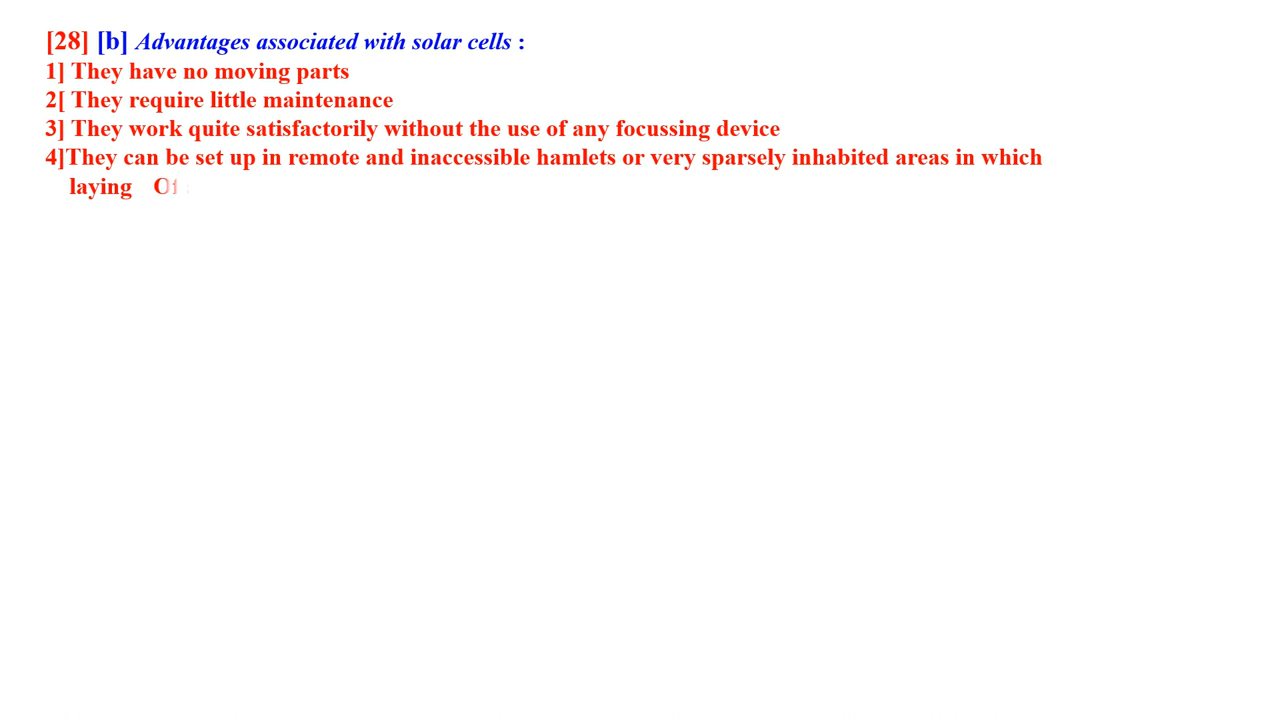 [28] [b] Advantages associated with solar cells :
1] They have no moving parts
2[ They require little maintenance
3] They work quite satisfactorily without the use of any focussing device
4]They can be set up in remote and inaccessible hamlets or very sparsely inhabited areas in which
laying Of